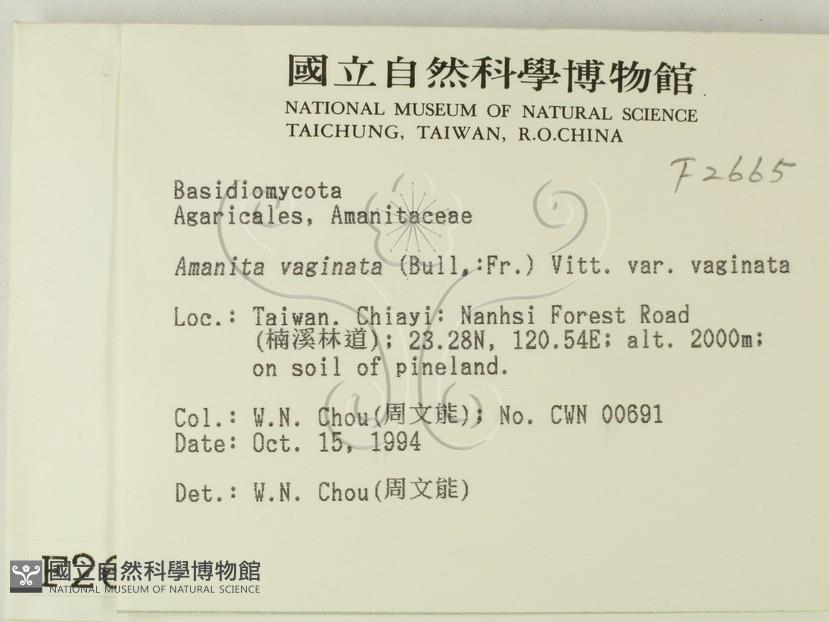 國立自然科學博物館
NATIONAL MUSEUM OF NATURAL SCIENCE
TAICHUNG, TAIWAN, R.O.CHINA
F2665
Basidiomycota
Agaricales, Amanitaceae
Amanita vaginata (Bull.:Fr.) Vitt. var. vaginata
Loc.: Taiwan. Chiayi: Nanhsi Forest Road
(楠溪林道); 23.28N, 120.54E; alt. 2000m;
on soil of pineland.
Col.: W.N. Chou(周文能); No. CWN 00691
Date: Oct. 15, 1994
Det.: W.N. Chou(周文能)
國立自然科學博物館
NATIONAL MUSEUM OF NATURAL SCIENCE